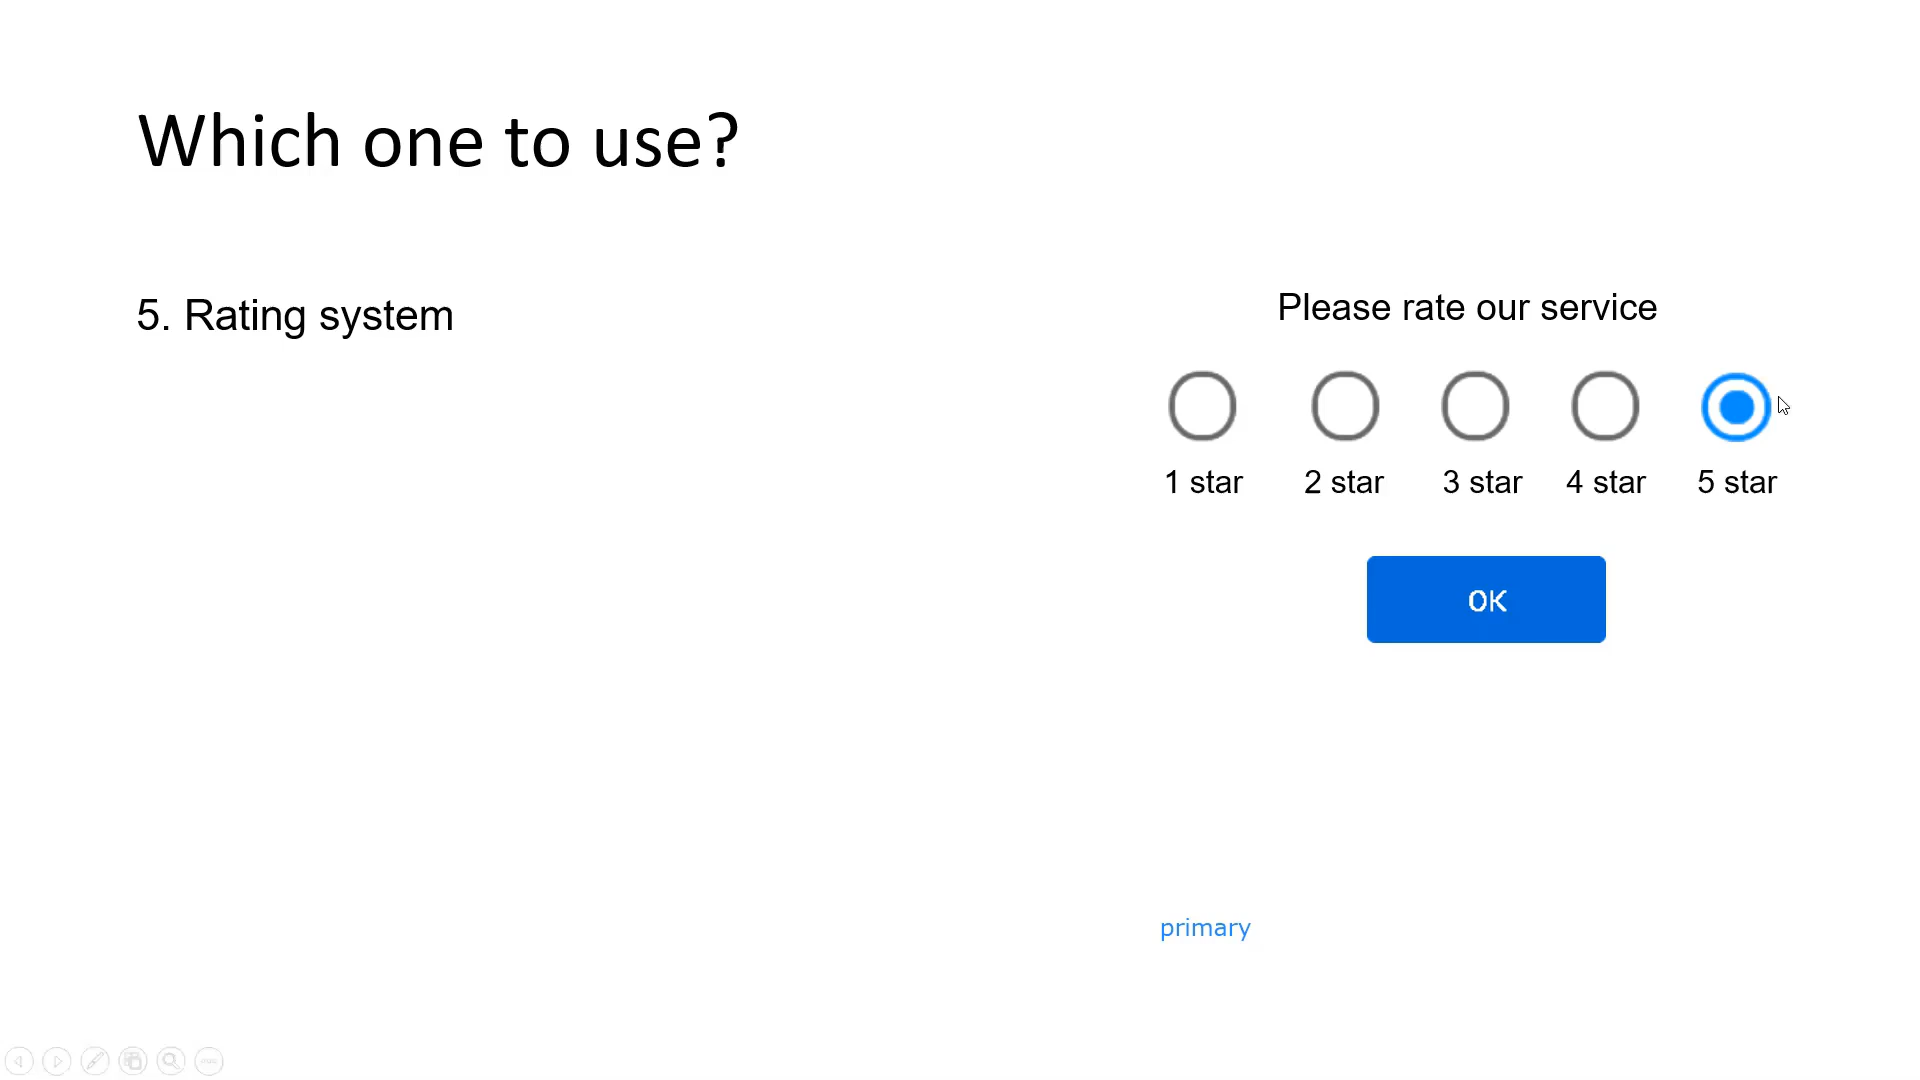 Which one to use?
5. Rating system
Please rate our service
1 star 2 star 3 star 4 star 5 star
OK
primary